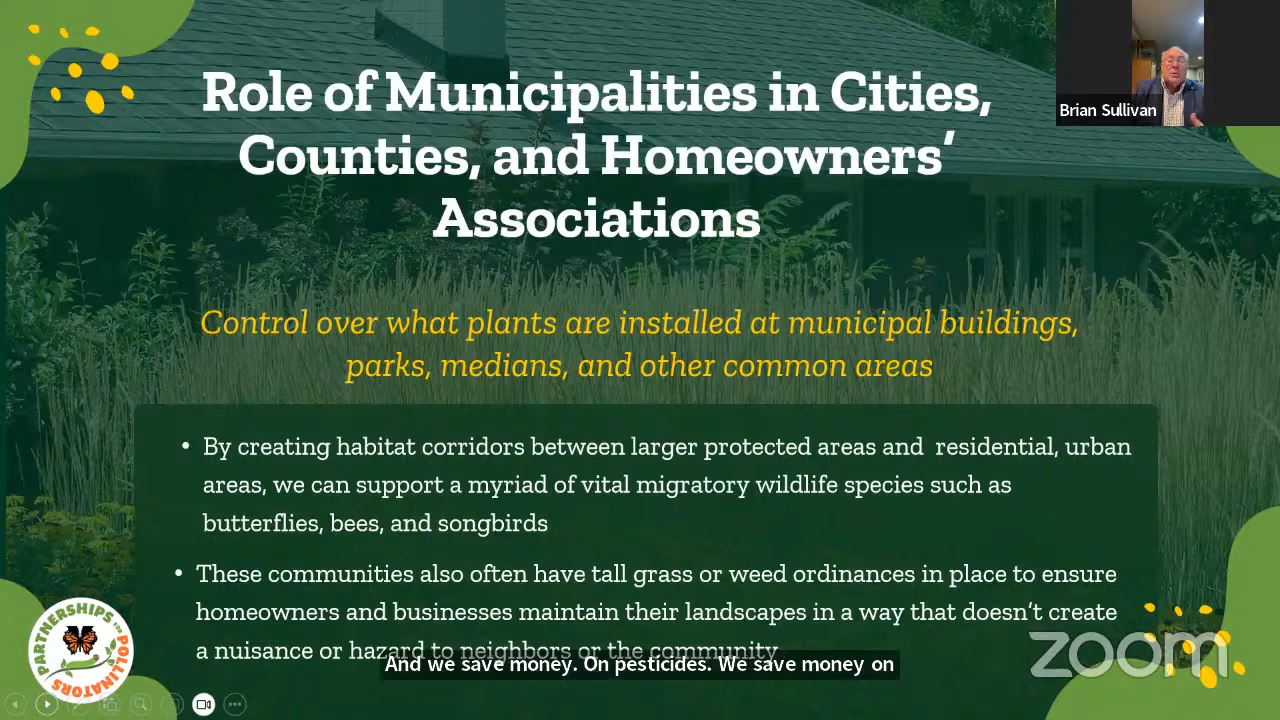 Role of Municipalities in Cities,
Counties, and Homeowners’
Associations
Brian Sullivan
Control over what plants are installed at municipal buildings,
parks, medians, and other common areas
• By creating habitat corridors between larger protected areas and residential, urban
areas, we can support a myriad of vital migratory wildlife species such as
butterflies, bees, and songbirds
• These communities also often have tall grass or weed ordinances in place to ensure
homeowners and businesses maintain their landscapes in a way that doesn’t create
a nuisance or hazard to neighbors or the community
And we save money. On pesticides. We save money on
PARTNERSHIPS FOR POLLINATORS
zoom